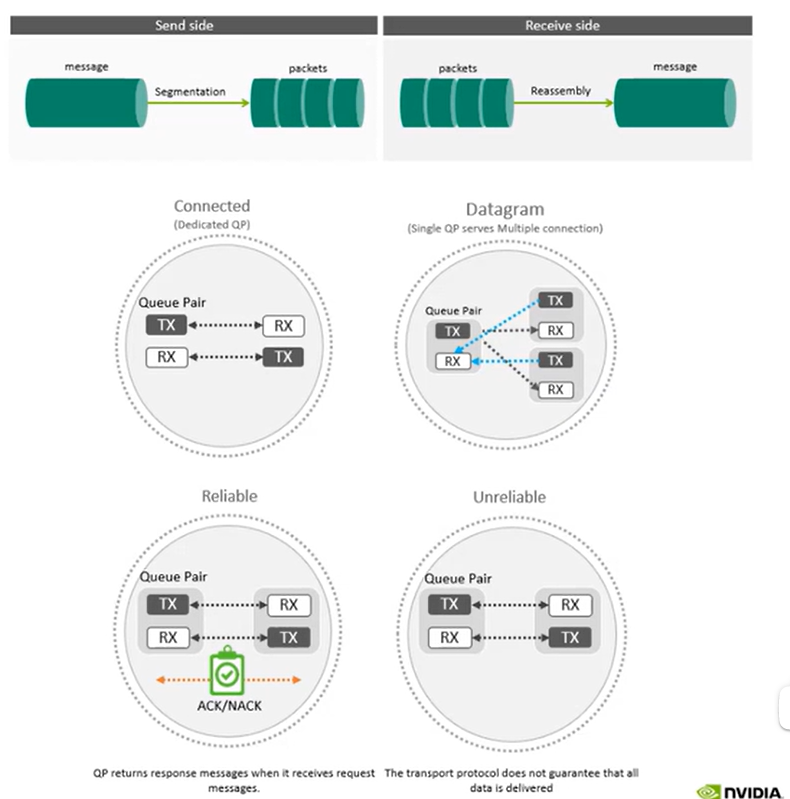 Send side
Receive side
message
Segmentation
packets
packets
Reassembly
message
Connected
(Dedicated QP)
Queue Pair
TX
RX
RX
TX
Datagram
(Single QP serves Multiple connection)
Queue Pair
TX
RX
TX
RX
TX
RX
Reliable
Queue Pair
TX
RX
RX
TX
ACK/NACK
QP returns response messages when it receives request
messages.
Unreliable
Queue Pair
TX
RX
RX
TX
The transport protocol does not guarantee that all
data is delivered
NVIDIA.